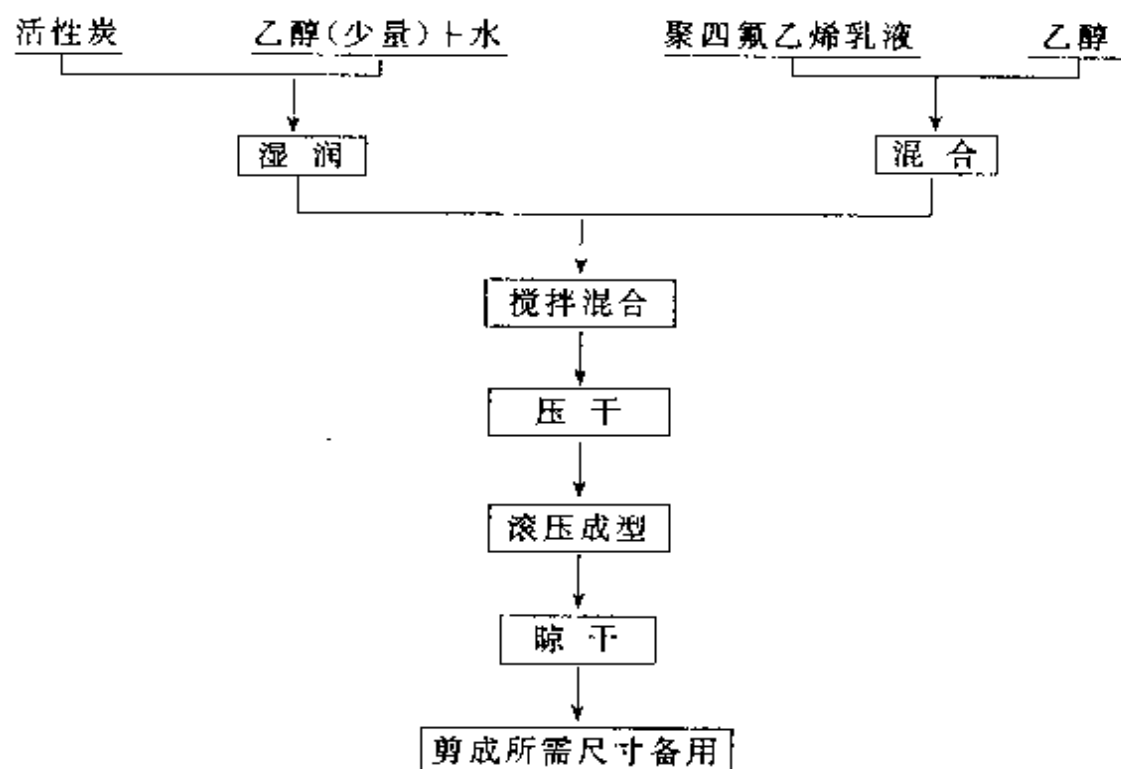 活性炭 乙醇(少量)+水 聚四氟乙烯乳液 乙醇
湿润 混合
搅拌混合
压干
滚压成型
晾干
剪成所需尺寸备用